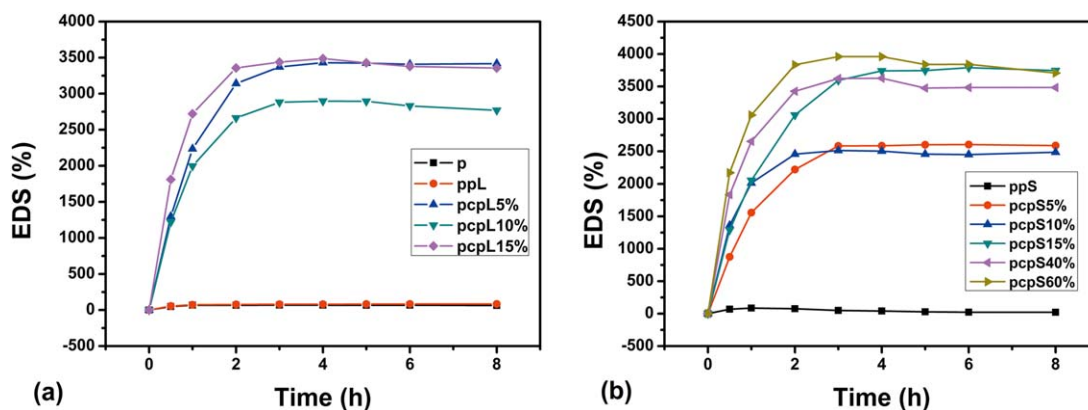 4000
3500
3000
2500
2000
1500
1000
500
0
-500
EDS (%)
p
ppL
pcpL5%
pcpL10%
pcpL15%
0 2 4 6 8
Time (h)
(a)
4500
4000
3500
3000
2500
2000
1500
1000
500
0
-500
EDS (%)
ppS
pcpS5%
pcpS10%
pcpS15%
pcpS40%
pcpS60%
0 2 4 6 8
Time (h)
(b)